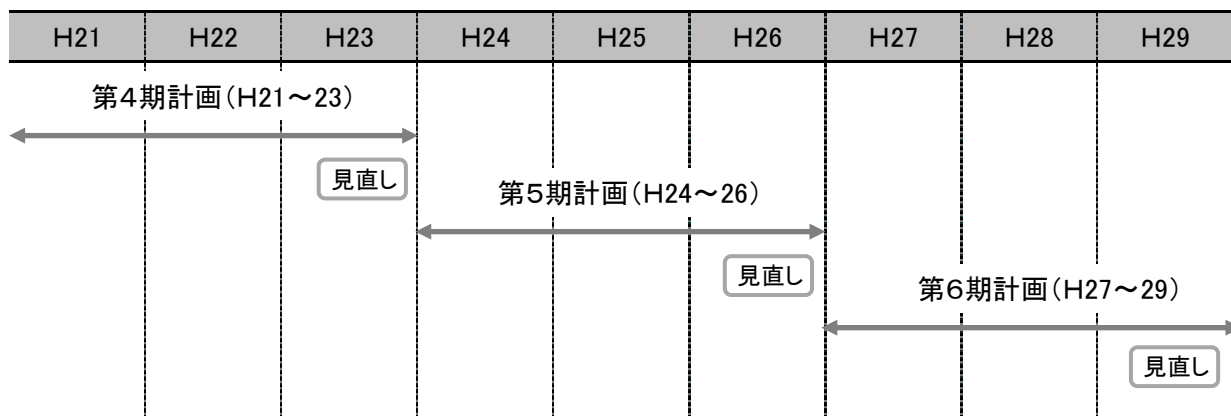 H21 H22 H23 H24 H25 H26 H27 H28 H29
第4期計画(H21～23)
見直し
第5期計画(H24～26)
見直し
第6期計画(H27～29)
見直し